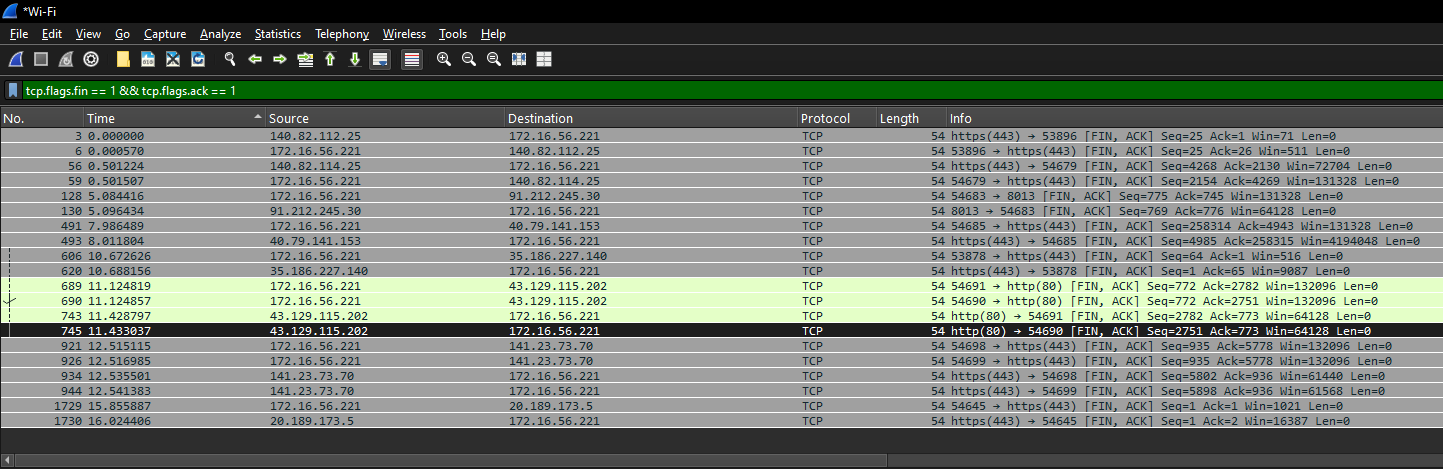 *Wi-Fi
File Edit View Go Capture Analyze Statistics Telephony Wireless Tools Help
tcp.flags.fin == 1 && tcp.flags.ack == 1
No. Time Source Destination Protocol Length Info
3 0.000000 140.82.112.25 172.16.56.221 TCP 54 https(443) → 53896 [FIN, ACK] Seq=25 Ack=1 Win=71 Len=0
6 0.000570 172.16.56.221 140.82.112.25 TCP 54 53896 → https(443) [FIN, ACK] Seq=25 Ack=26 Win=511 Len=0
56 0.501224 140.82.114.25 172.16.56.221 TCP 54 https(443) → 54679 [FIN, ACK] Seq=4268 Ack=2130 Win=72704 Len=0
59 0.501507 172.16.56.221 140.82.114.25 TCP 54 54679 → https(443) [FIN, ACK] Seq=2154 Ack=4269 Win=131328 Len=0
128 5.084416 172.16.56.221 91.212.245.30 TCP 54 54683 → 8013 [FIN, ACK] Seq=775 Ack=745 Win=131328 Len=0
130 5.096434 91.212.245.30 172.16.56.221 TCP 54 8013 → 54683 [FIN, ACK] Seq=769 Ack=776 Win=64128 Len=0
491 7.986489 172.16.56.221 40.79.141.153 TCP 54 54685 → https(443) [FIN, ACK] Seq=258314 Ack=4943 Win=131328 Len=0
493 8.011804 40.79.141.153 172.16.56.221 TCP 54 https(443) → 54685 [FIN, ACK] Seq=4985 Ack=258315 Win=4194048 Len=0
606 10.672626 172.16.56.221 35.186.227.140 TCP 54 53878 → https(443) [FIN, ACK] Seq=64 Ack=1 Win=516 Len=0
620 10.688156 35.186.227.140 172.16.56.221 TCP 54 https(443) → 53878 [FIN, ACK] Seq=1 Ack=65 Win=9087 Len=0
689 11.124819 172.16.56.221 43.129.115.202 TCP 54 54691 → http(80) [FIN, ACK] Seq=772 Ack=2782 Win=132096 Len=0
690 11.124857 172.16.56.221 43.129.115.202 TCP 54 54690 → http(80) [FIN, ACK] Seq=772 Ack=2751 Win=132096 Len=0
743 11.428797 43.129.115.202 172.16.56.221 TCP 54 http(80) → 54691 [FIN, ACK] Seq=2782 Ack=773 Win=64128 Len=0
745 11.433037 43.129.115.202 172.16.56.221 TCP 54 http(80) → 54690 [FIN, ACK] Seq=2751 Ack=773 Win=64128 Len=0
921 12.515115 172.16.56.221 141.23.73.70 TCP 54 54698 → https(443) [FIN, ACK] Seq=935 Ack=5778 Win=132096 Len=0
926 12.516985 172.16.56.221 141.23.73.70 TCP 54 54699 → https(443) [FIN, ACK] Seq=935 Ack=5778 Win=132096 Len=0
934 12.535501 141.23.73.70 172.16.56.221 TCP 54 https(443) → 54698 [FIN, ACK] Seq=5802 Ack=936 Win=61440 Len=0
944 12.541383 141.23.73.70 172.16.56.221 TCP 54 https(443) → 54699 [FIN, ACK] Seq=5898 Ack=936 Win=61568 Len=0
1729 15.855887 172.16.56.221 20.189.173.5 TCP 54 54645 → https(443) [FIN, ACK] Seq=1 Ack=1 Win=1021 Len=0
1730 16.024406 20.189.173.5 172.16.56.221 TCP 54 https(443) → 54645 [FIN, ACK] Seq=1 Ack=2 Win=16387 Len=0